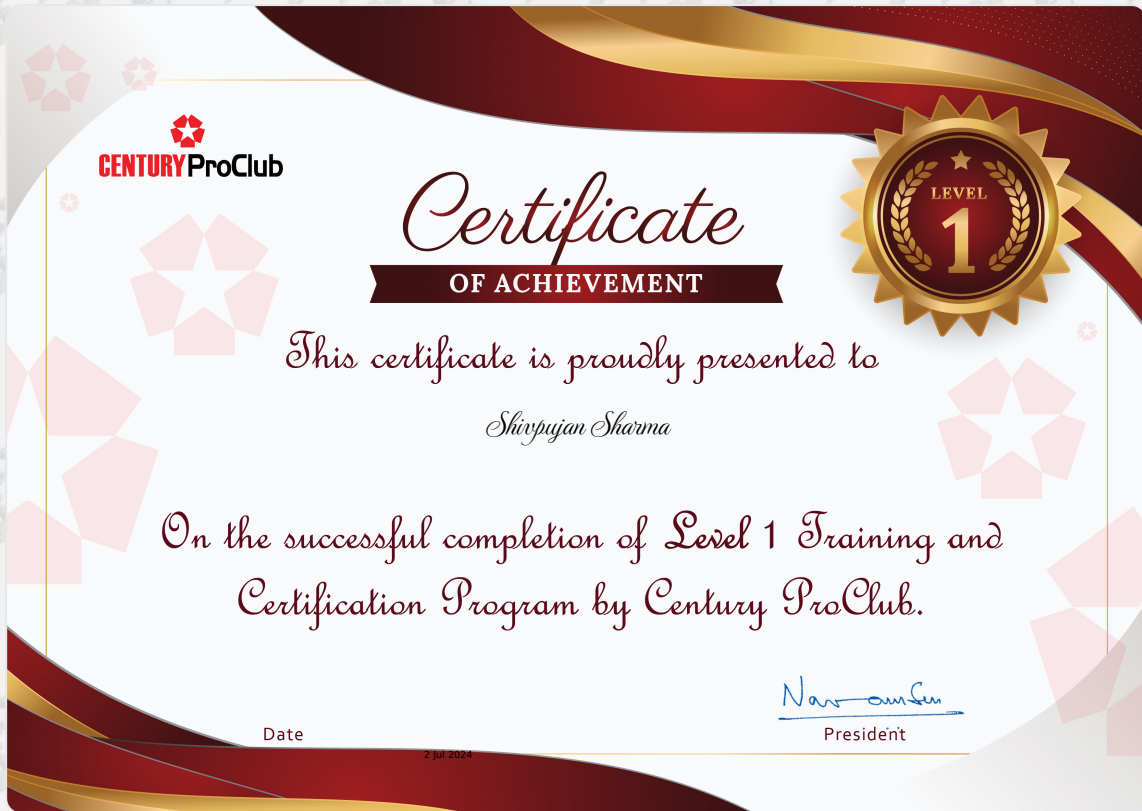 CENTURY ProClub
Certificate
OF ACHIEVEMENT
LEVEL
1
This certificate is proudly presented to
Shivpujan Sharma
On the successful completion of Level 1 Training and
Certification Program by Century ProClub.
Date
2 Jul 2024
President